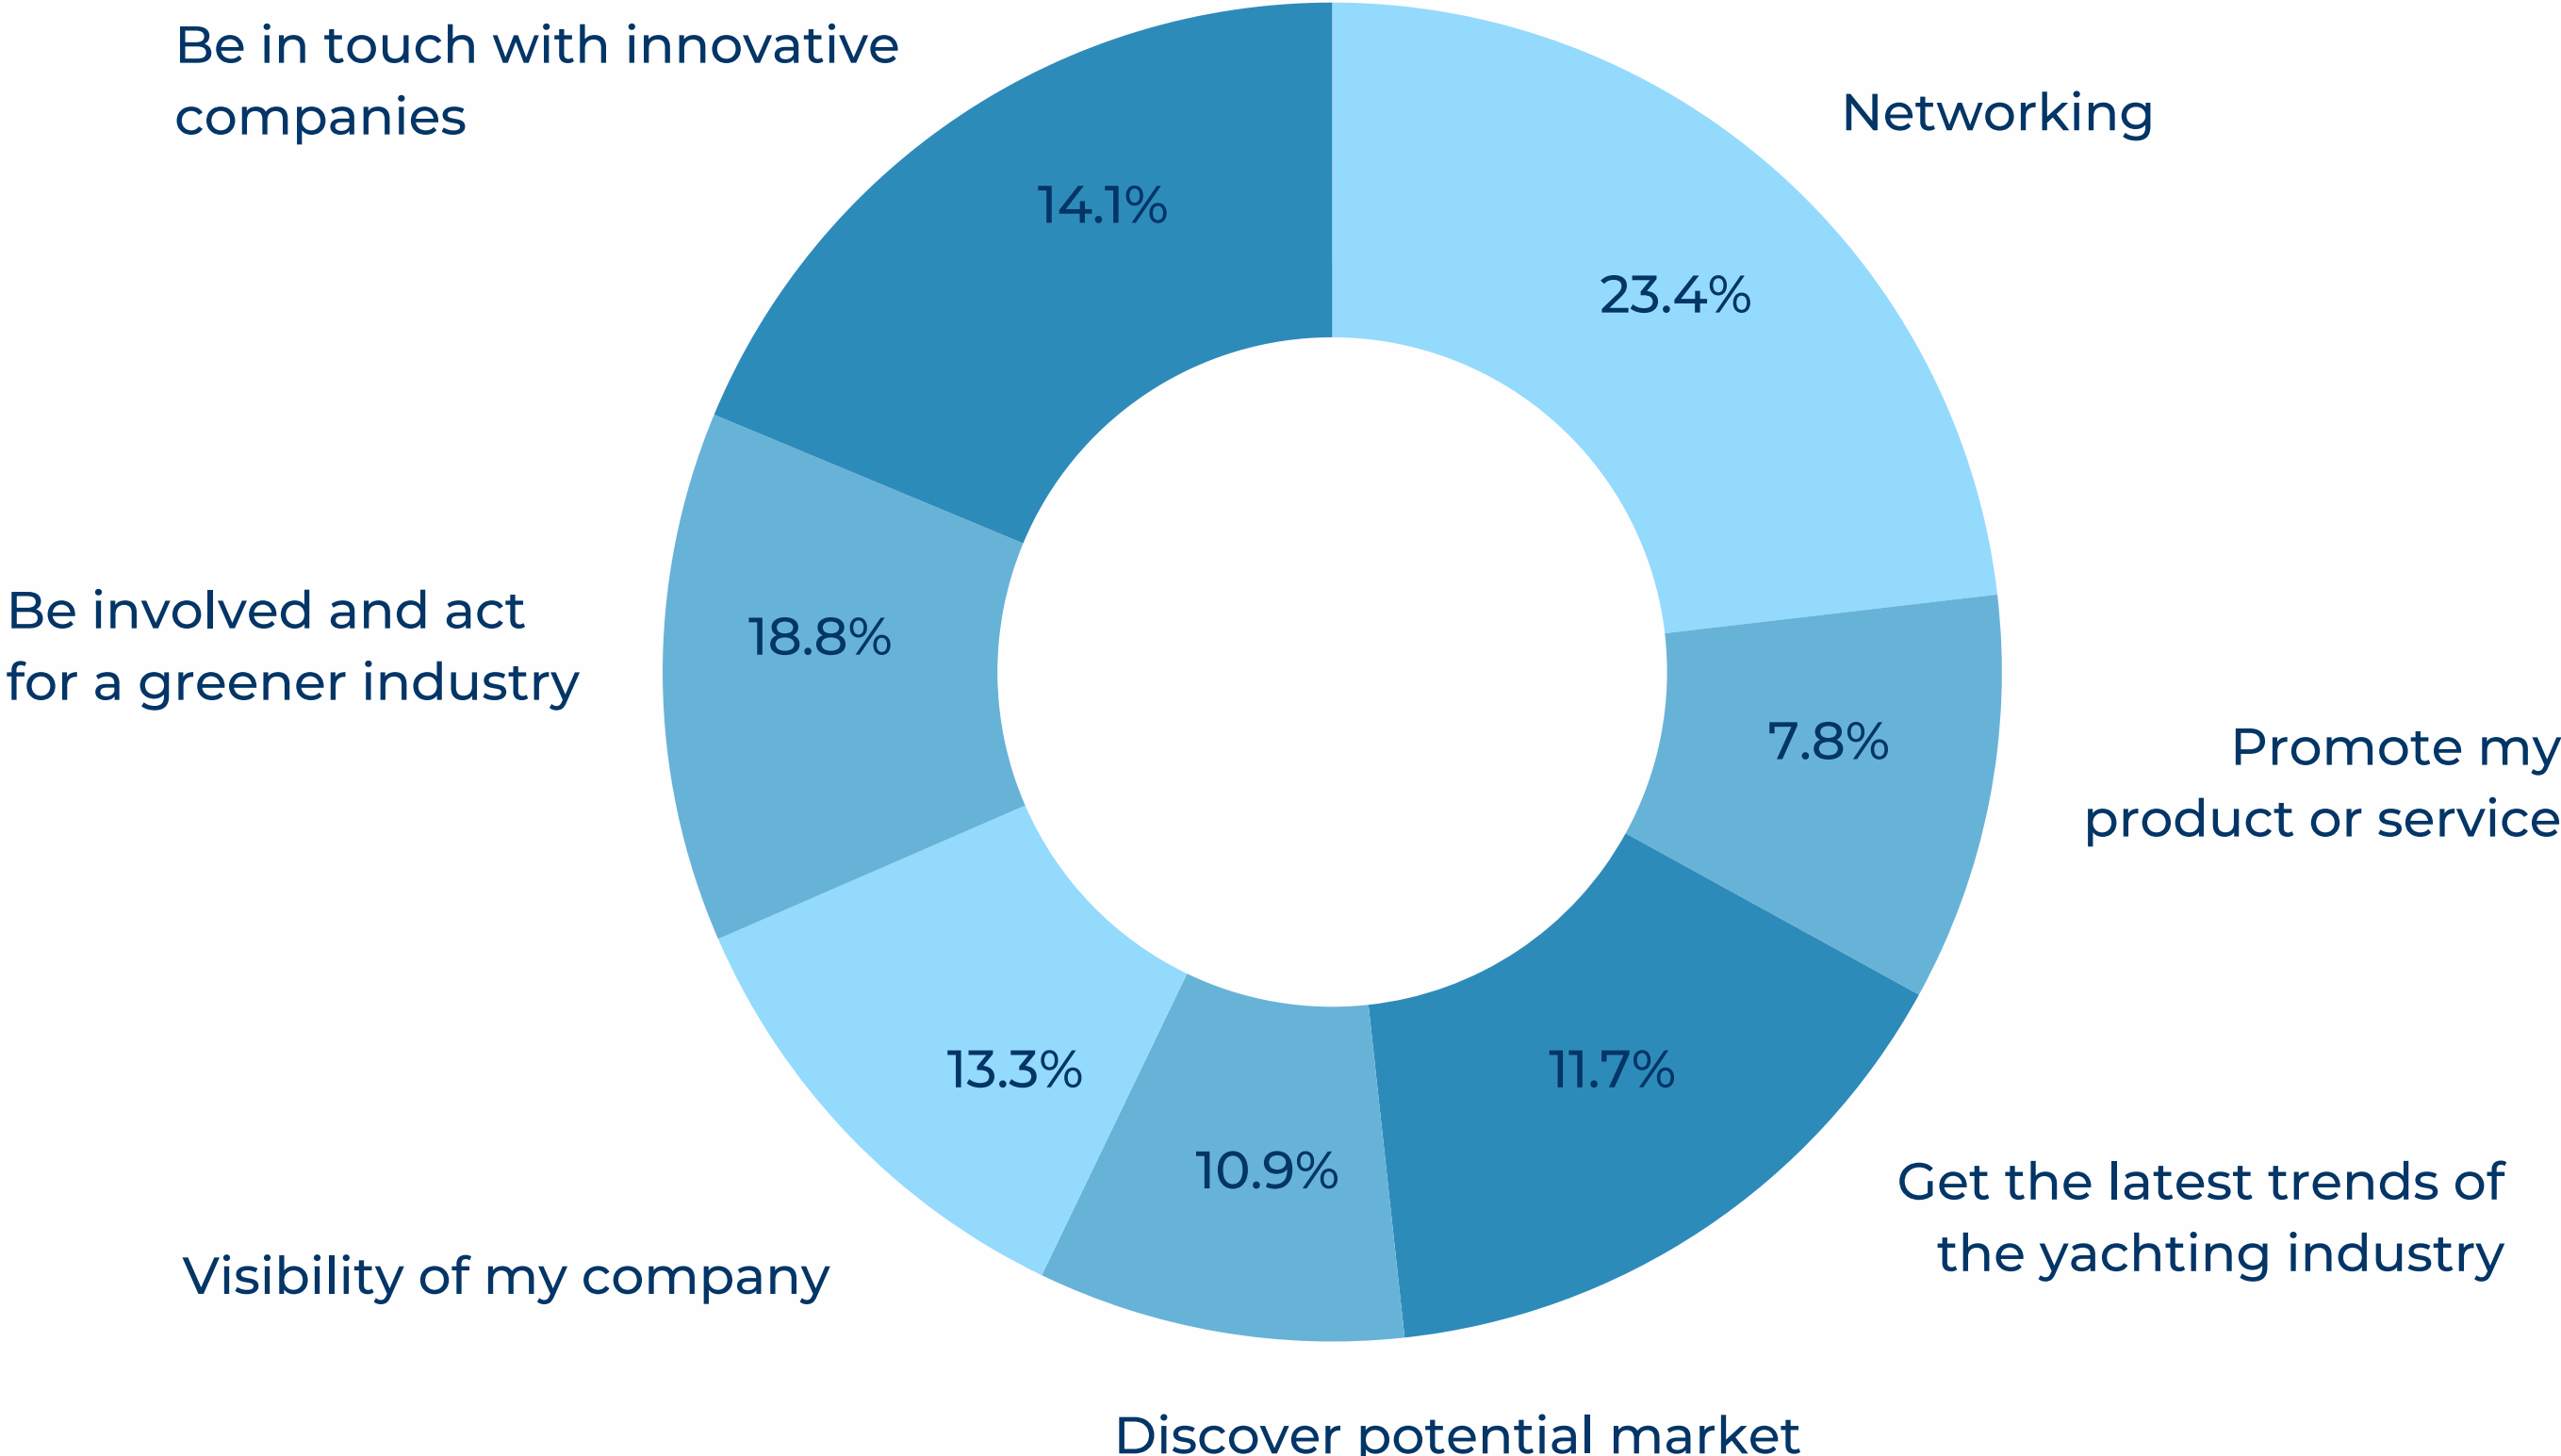 Be in touch with innovative
companies
Networking
14.1%
23.4%
Be involved and act
for a greener industry
18.8%
7.8%
Promote my
product or service
13.3%
11.7%
10.9%
Get the latest trends of
the yachting industry
Visibility of my company
Discover potential market